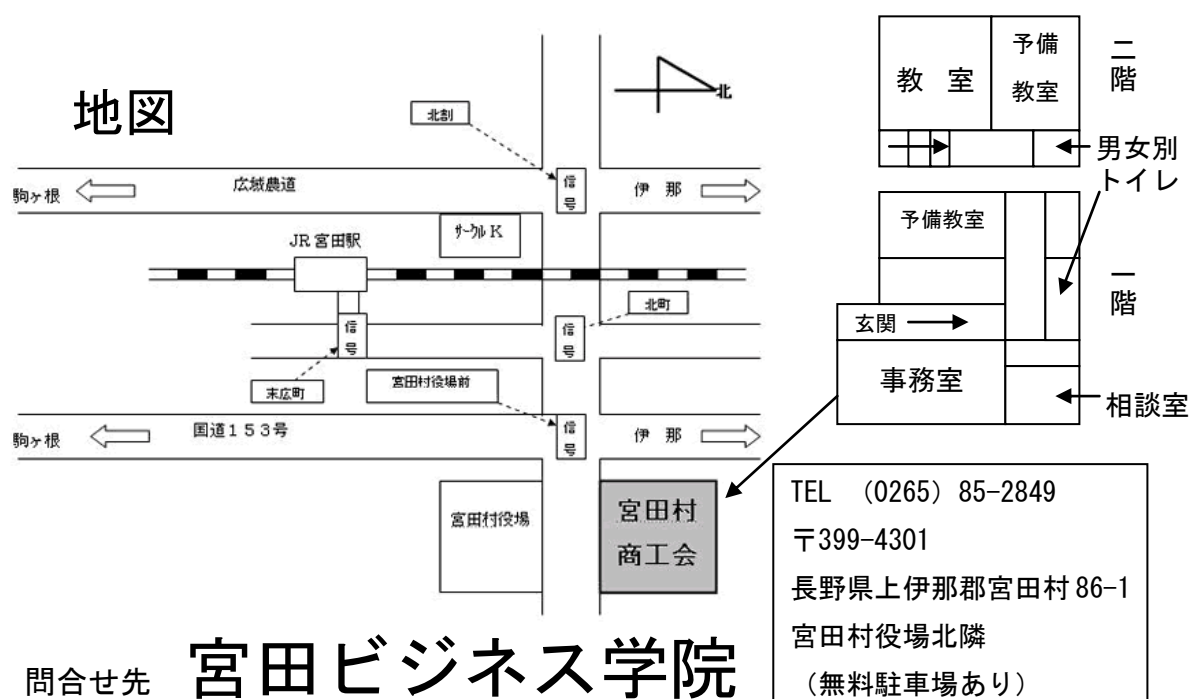 地図
北
北割
駒ヶ根
広域農道
信号
伊 那
サークルK
JR 宮田駅
北町
信号
信号
末広町
宮田村役場前
駒ヶ根
国道153号
信号
伊 那
宮田村役場
宮田村
商工会
教 室
予備
教室
二階
男女別
トイレ
予備教室
一階
玄関
事務室
相談室
TEL (0265) 85-2849
〒399-4301
長野県上伊那郡宮田村 86-1
宮田村役場北隣
(無料駐車場あり)
問合せ先 宮田ビジネス学院